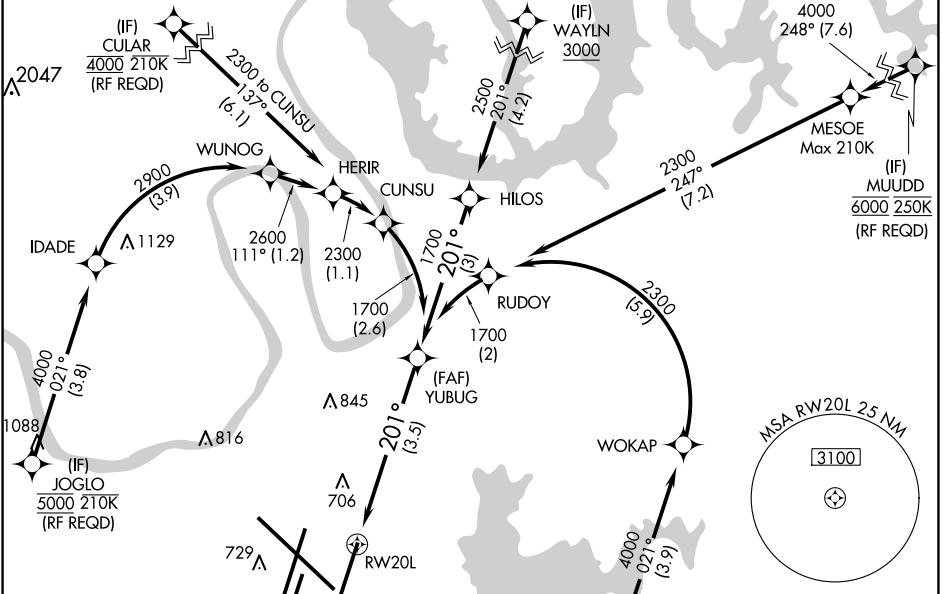 (IF)
CULAR
4000 210K
(RF REQD)
2047
2300 to CUNSU
137°
(6.1)
(IF)
WAYLN
3000
2500
201°
(4.2)
4000
248° (7.6)
MESOE
Max 210K
(IF)
MUUDD
6000 250K
(RF REQD)
2300
247°
(7.2)
WUNOG
HERIR
CUNSU
HILOS
2900
(3.9)
IDADE
1129
2600
111° (1.2)
2300
(1.1)
1700
(2.6)
1700
201°
(3)
RUDOY
1700
(2)
2300
(5.9)
4000
021°
(3.8)
(FAF)
YUBUG
845
816
201°
(3.5)
1088
(IF)
JOGLO
5000 210K
(RF REQD)
706
729
RW20L
WOKAP
4000
021°
(3.9)
MSA RW20L 25 NM
3100